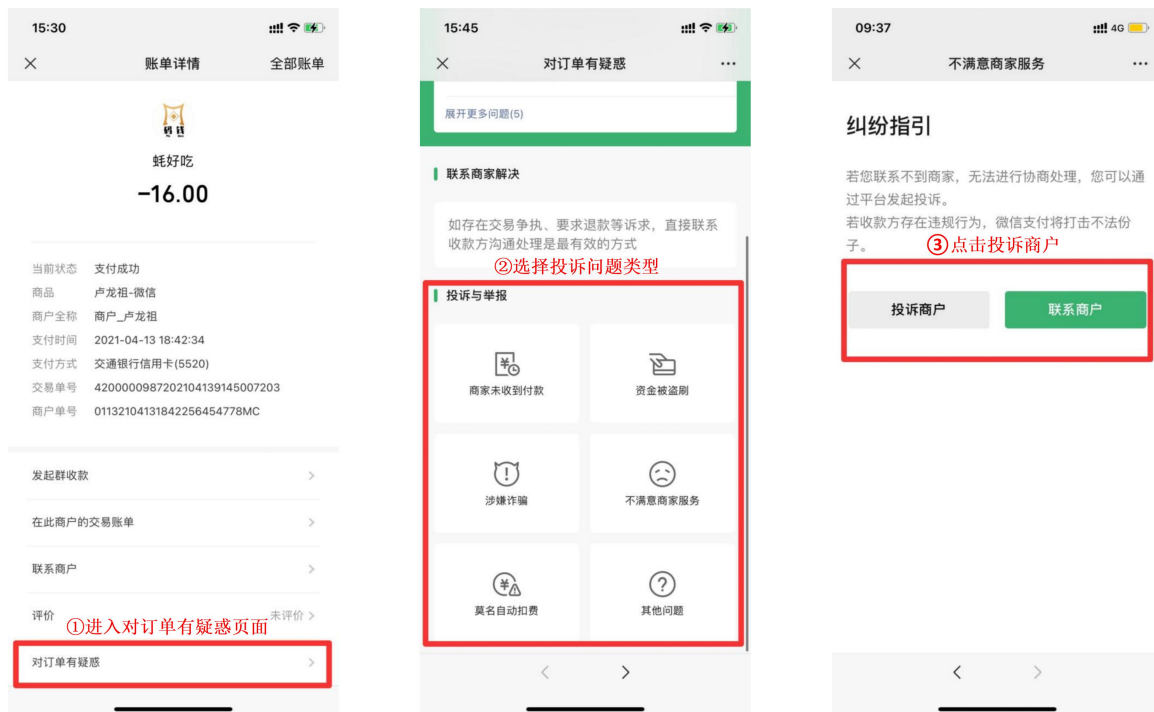 15:30
账单详情
全部账单
蚝好吃
-16.00
当前状态 支付成功
商品 卢龙祖-微信
商户全称 商户_卢龙祖
支付时间 2021-04-13 18:42:34
支付方式 交通银行信用卡(5520)
交易单号 4200000987202104139145007203
商户单号 01132104131842256454778MC
发起群收款
在此商户的交易账单
联系商户
评价 未评价
①进入对订单有疑惑页面
对订单有疑惑
15:45
对订单有疑惑
展开更多问题(5)
联系商家解决
如存在交易争执、要求退款等诉求，直接联系
收款方沟通处理是最有效的方式
②选择投诉问题类型
投诉与举报
商家未收到付款
资金被盗刷
涉嫌诈骗
不满意商家服务
莫名自动扣费
其他问题
09:37
4G
不满意商家服务
纠纷指引
若您联系不到商家，无法进行协商处理，您可以通
过平台发起投诉。
若收款方存在违规行为，微信支付将打击不法份
子。
③点击投诉商户
投诉商户
联系商户